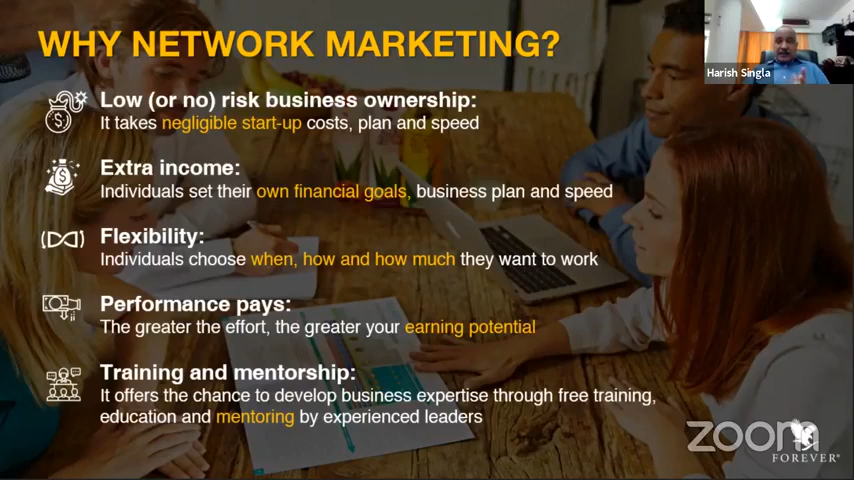 WHY NETWORK MARKETING?
Harish Singla
Low (or no) risk business ownership:
It takes negligible start-up costs, plan and speed
Extra income:
Individuals set their own financial goals, business plan and speed
Flexibility:
Individuals choose when, how and how much they want to work
Performance pays:
The greater the effort, the greater your earning potential
Training and mentorship:
It offers the chance to develop business expertise through free training,
education and mentoring by experienced leaders
zoom
FOREVER®